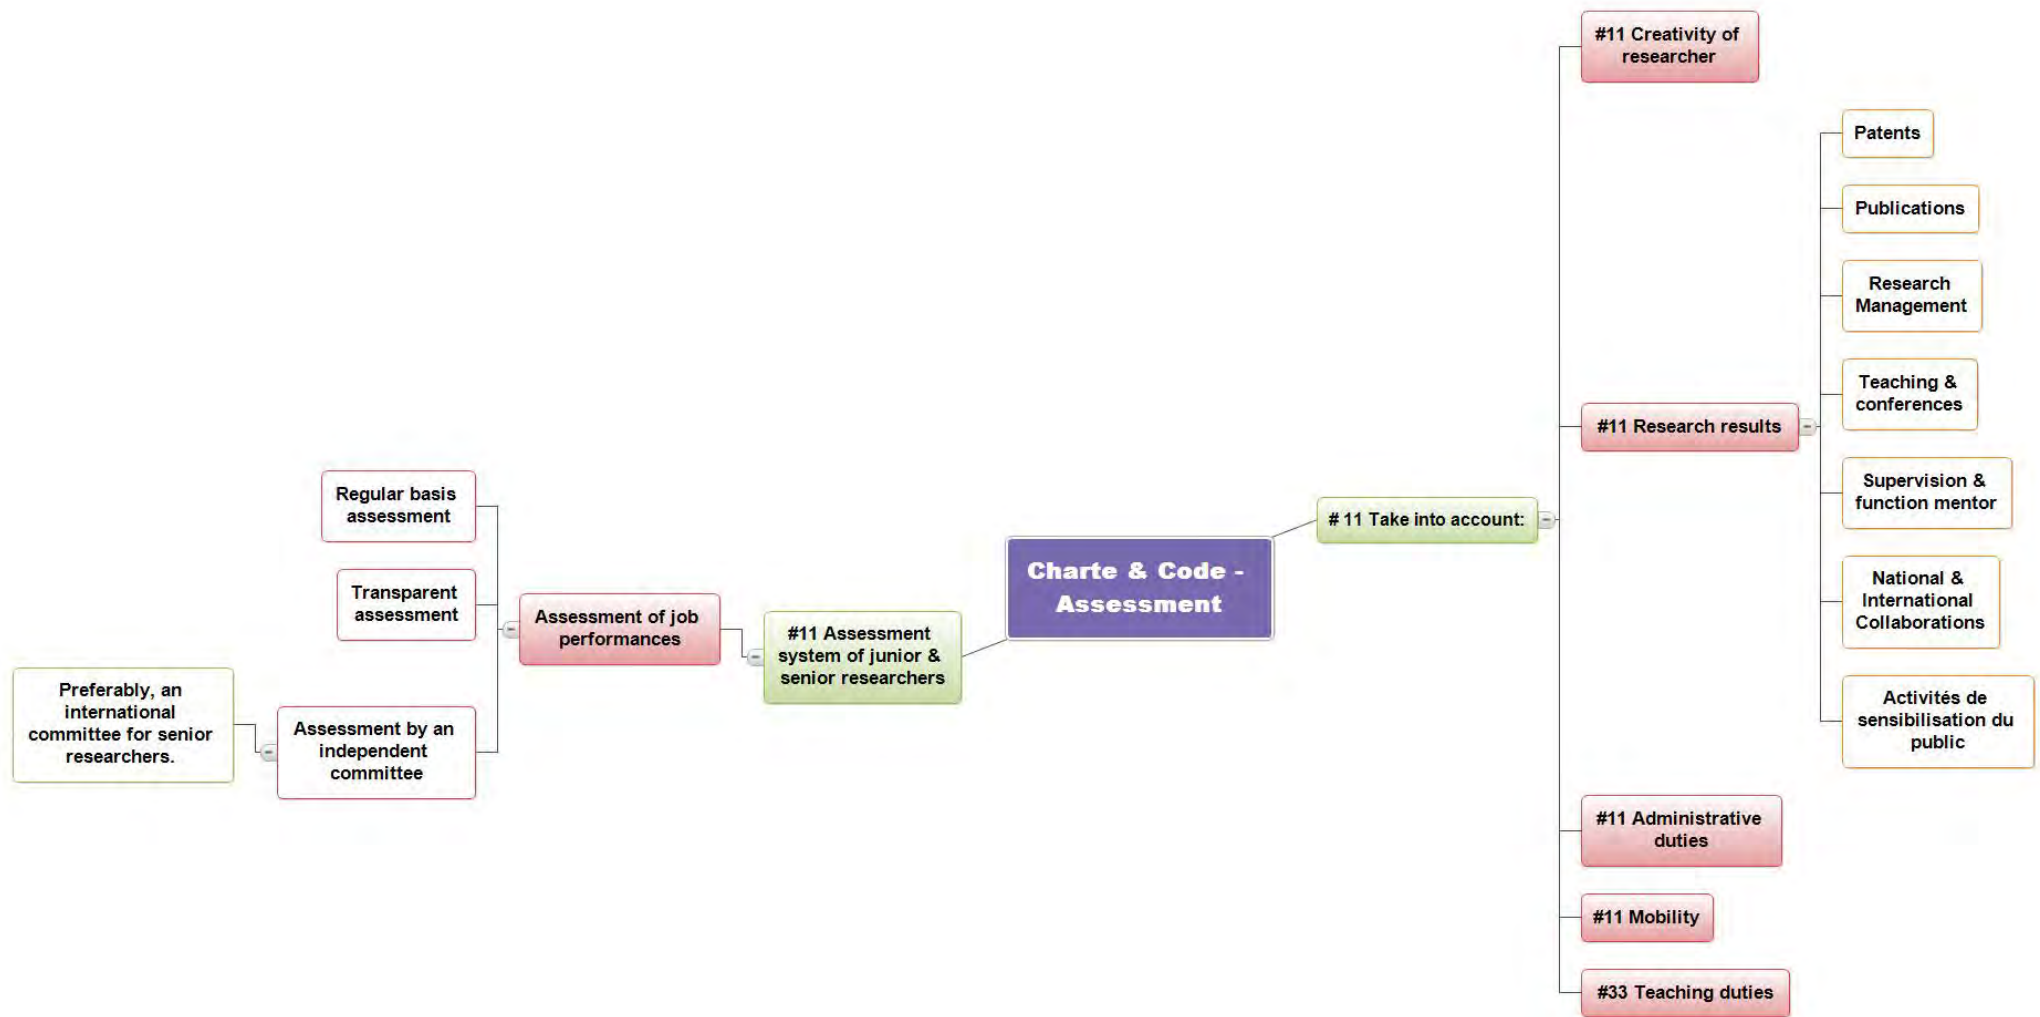 Charte & Code -
Assessment
# 11 Take into account:
#11 Creativity of
researcher
#11 Research results
Patents
Publications
Research
Management
Teaching &
conferences
Supervision &
function mentor
National &
International
Collaborations
Activités de
sensibilisation du
public
#11 Administrative
duties
#11 Mobility
#33 Teaching duties
#11 Assessment
system of junior &
senior researchers
Assessment of job
performances
Regular basis
assessment
Transparent
assessment
Assessment by an
independent
committee
Preferably, an
international
committee for senior
researchers.